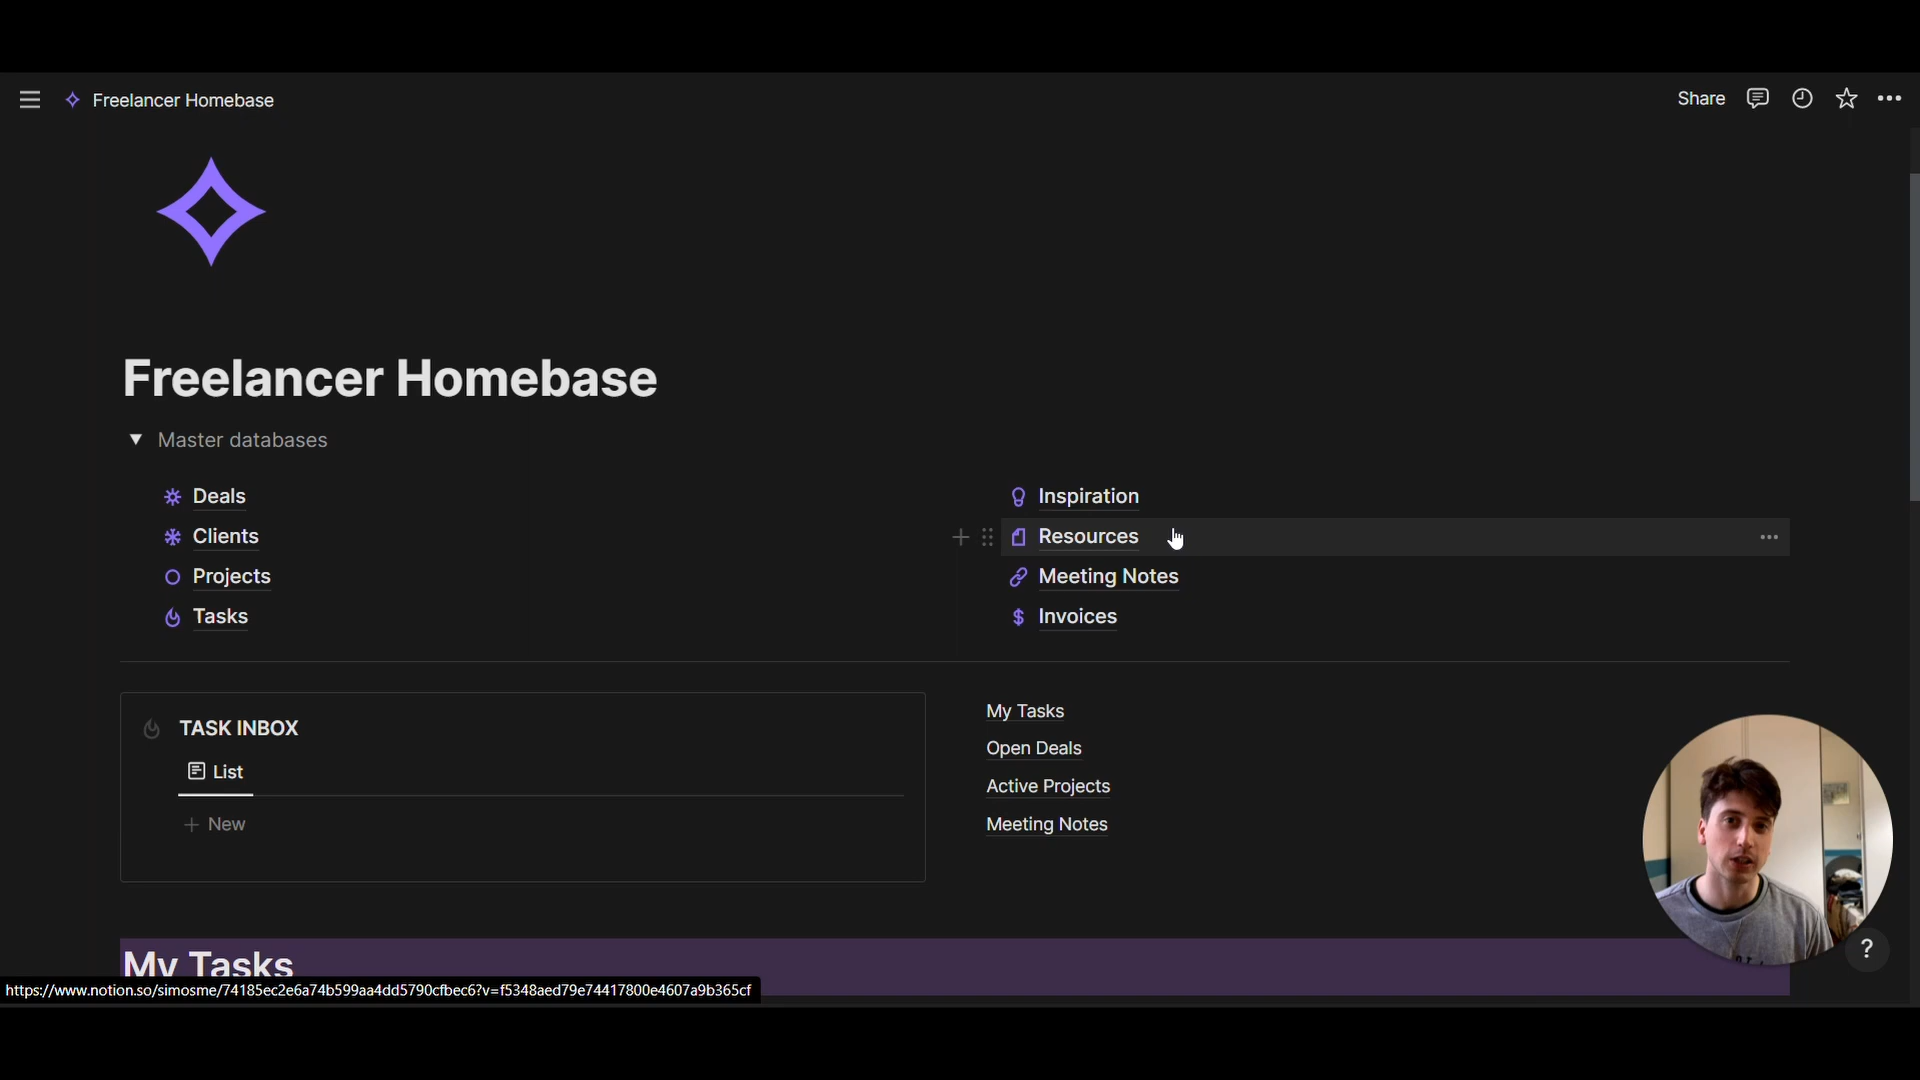 Freelancer Homebase
Share
Freelancer Homebase
Master databases
Deals
Clients
Projects
Tasks
Inspiration
Resources
Meeting Notes
$ Invoices
TASK INBOX
List
+ New
My Tasks
Open Deals
Active Projects
Meeting Notes
?
My Tasks
https://www.notion.so/simosme/74185ec2e6a74b599aa4dd5790cfbec6?v=f5348aed79e74417800e4607a9b365cf